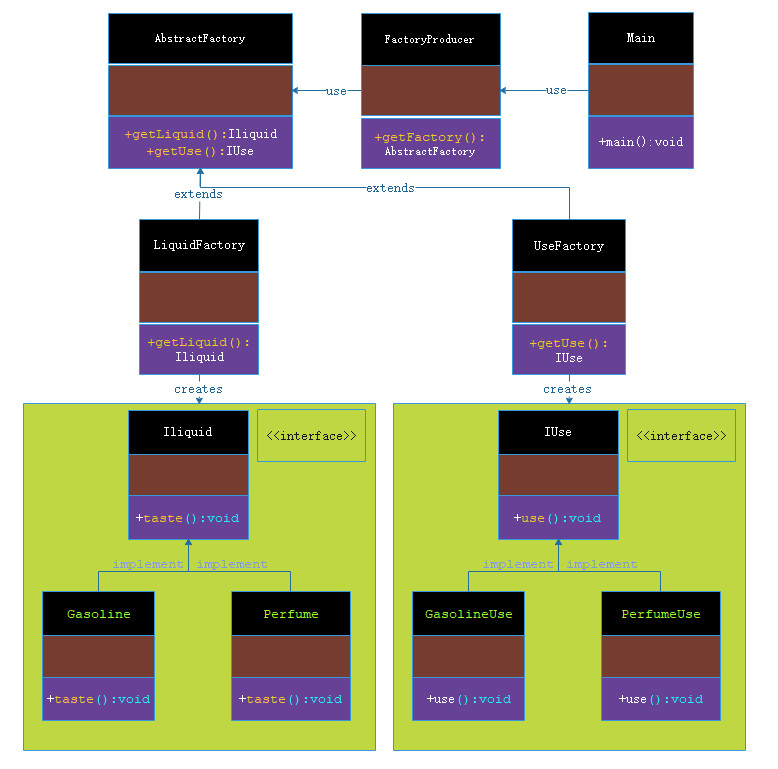 AbstractFactory
FactoryProducer
Main
use
use
+getLiquid():Iliquid
+getUse():IUse
+getFactory():
AbstractFactory
+main():void
extends
extends
LiquidFactory
UseFactory
+getLiquid():
Iliquid
+getUse():
IUse
creates
creates
Iliquid
<<interface>>
IUse
<<interface>>
+taste():void
+use():void
implement
implement
implement
implement
Gasoline
Perfume
GasolineUse
PerfumeUse
+taste():void
+taste():void
+use():void
+use():void